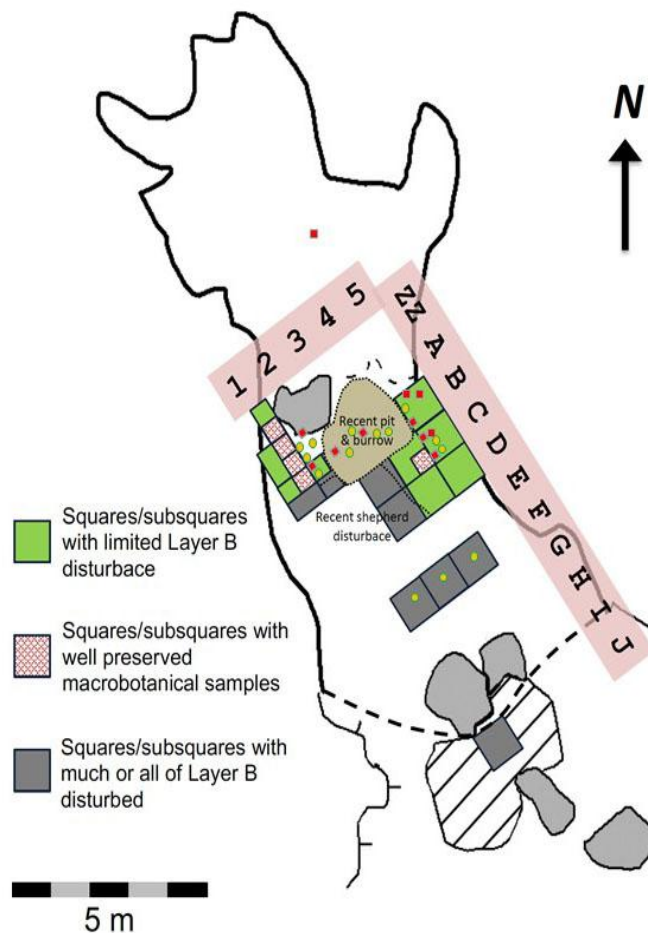 N
1 2 3 4 5
ZZ A B C D E F G H I J
Recent pit
& burrow
Recent shepherd
disturbace
Squares/subsquares
with limited Layer B
disturbace
Squares/subsquares with
well preserved
macrobotanical samples
Squares/subsquares with
much or all of Layer B
disturbed
5 m